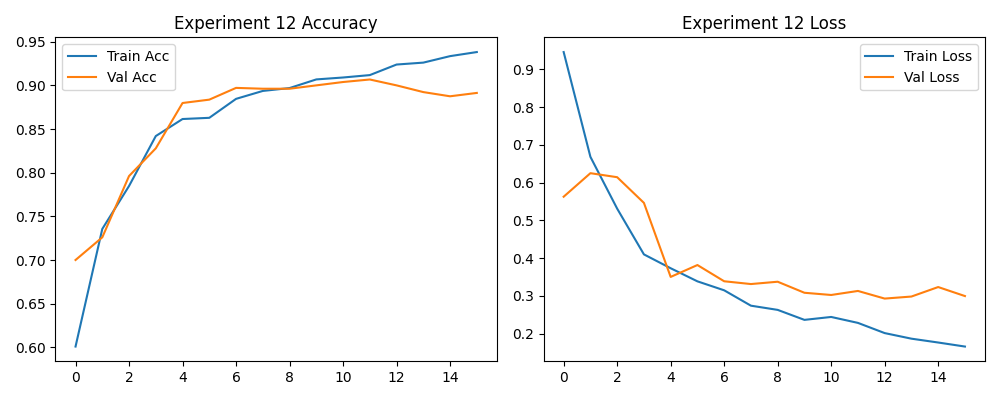 Experiment 12 Accuracy
Train Acc
Val Acc
0.95
0.90
0.85
0.80
0.75
0.70
0.65
0.60
0 2 4 6 8 10 12 14
Experiment 12 Loss
Train Loss
Val Loss
0.9
0.8
0.7
0.6
0.5
0.4
0.3
0.2
0 2 4 6 8 10 12 14